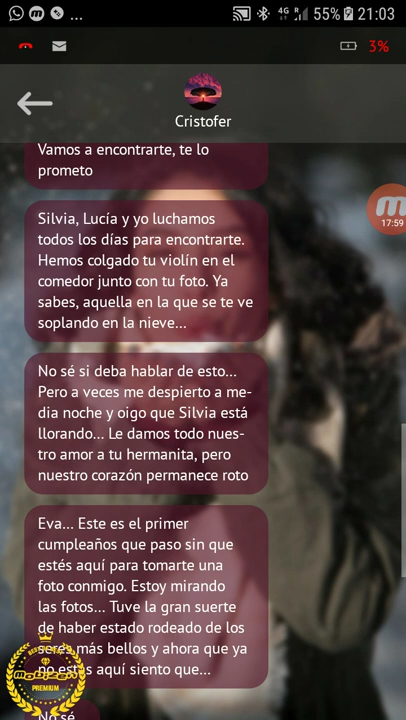 ... 4G R 55% 21:03
3%
Cristofer
Vamos a encontrarte, te lo
prometo
m
17:59
Silvia, Lucía y yo luchamos
todos los días para encontrarte.
Hemos colgado tu violín en el
comedor junto con tu foto. Ya
sabes, aquella en la que se te ve
soplando en la nieve...
No sé si deba hablar de esto...
Pero a veces me despierto a me-
dia noche y oigo que Silvia está
llorando... Le damos todo nues-
tro amor a tu hermanita, pero
nuestro corazón permanece roto
Eva... Este es el primer
cumpleaños que paso sin que
estés aquí para tomarte una
foto conmigo. Estoy mirando
las fotos... Tuve la gran suerte
de haber estado rodeado de los
seres más bellos y ahora que ya
no estás aquí siento que...
PREMIUM
No sé